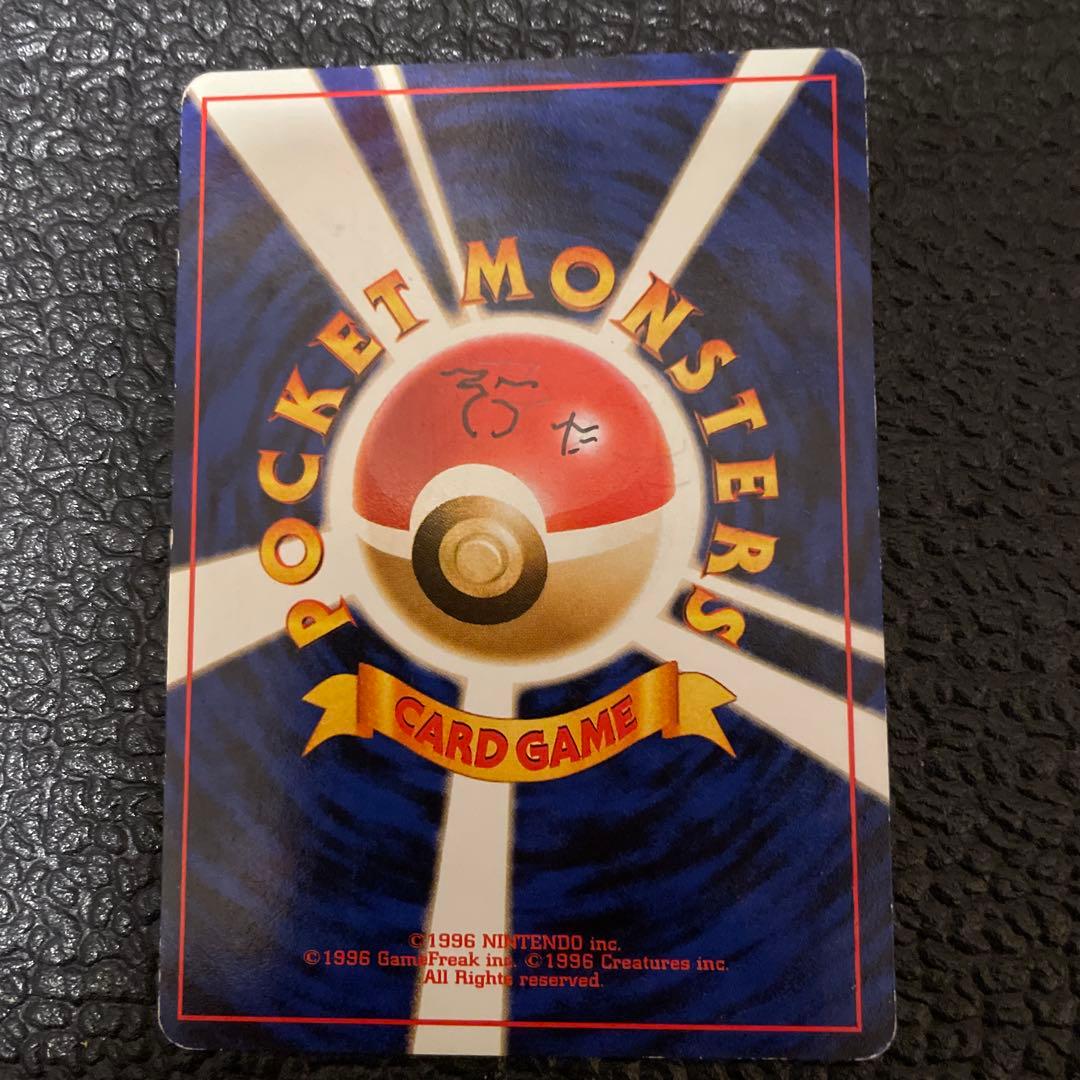 POCKET MONSTERS
CARD GAME
©1996 NINTENDO inc.
©1996 GameFreak inc. ©1996 Creatures inc.
All Rights reserved.